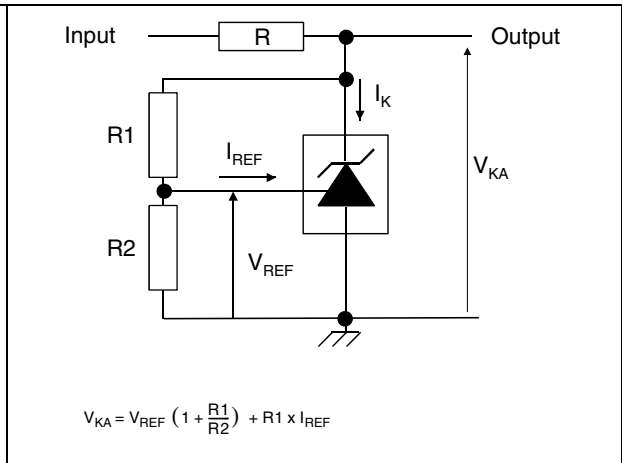 Input R Output
I_K
R1
I_REF
V_KA
R2
V_REF
V_KA = V_REF (1 + R1/R2) + R1 x I_REF